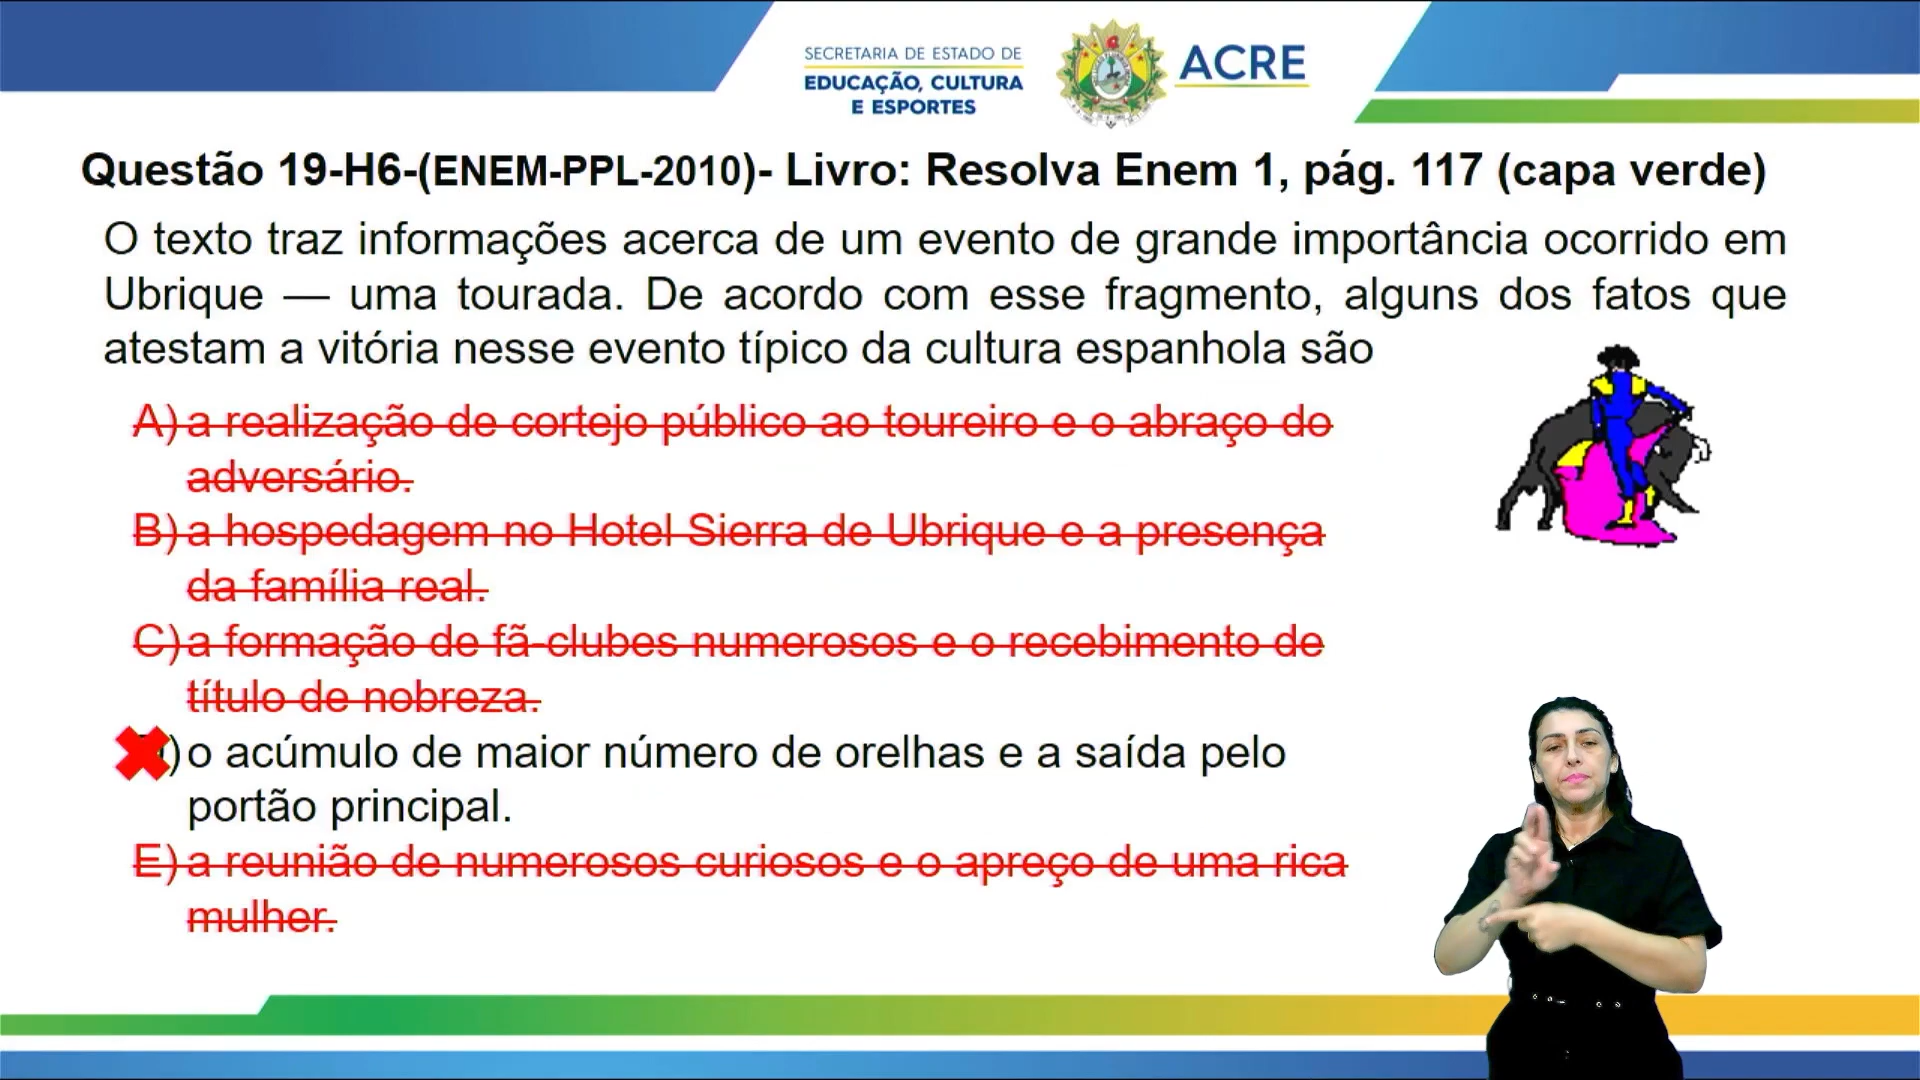 SECRETARIA DE ESTADO DE
EDUCAÇÃO, CULTURA
E ESPORTES
ACRE
Questão 19-H6-(ENEM-PPL-2010)- Livro: Resolva Enem 1, pág. 117 (capa verde)
O texto traz informações acerca de um evento de grande importância ocorrido em
Ubrique — uma tourada. De acordo com esse fragmento, alguns dos fatos que
atestam a vitória nesse evento típico da cultura espanhola são
A) a realização de cortejo público ao toureiro e o abraço do
adversário.
B) a hospedagem no Hotel Sierra de Ubrique e a presença
da família real.
C) a formação de fã-clubes numerosos e o recebimento de
título de nobreza.
) o acúmulo de maior número de orelhas e a saída pelo
portão principal.
E) a reunião de numerosos curiosos e o apreço de uma rica
mulher.